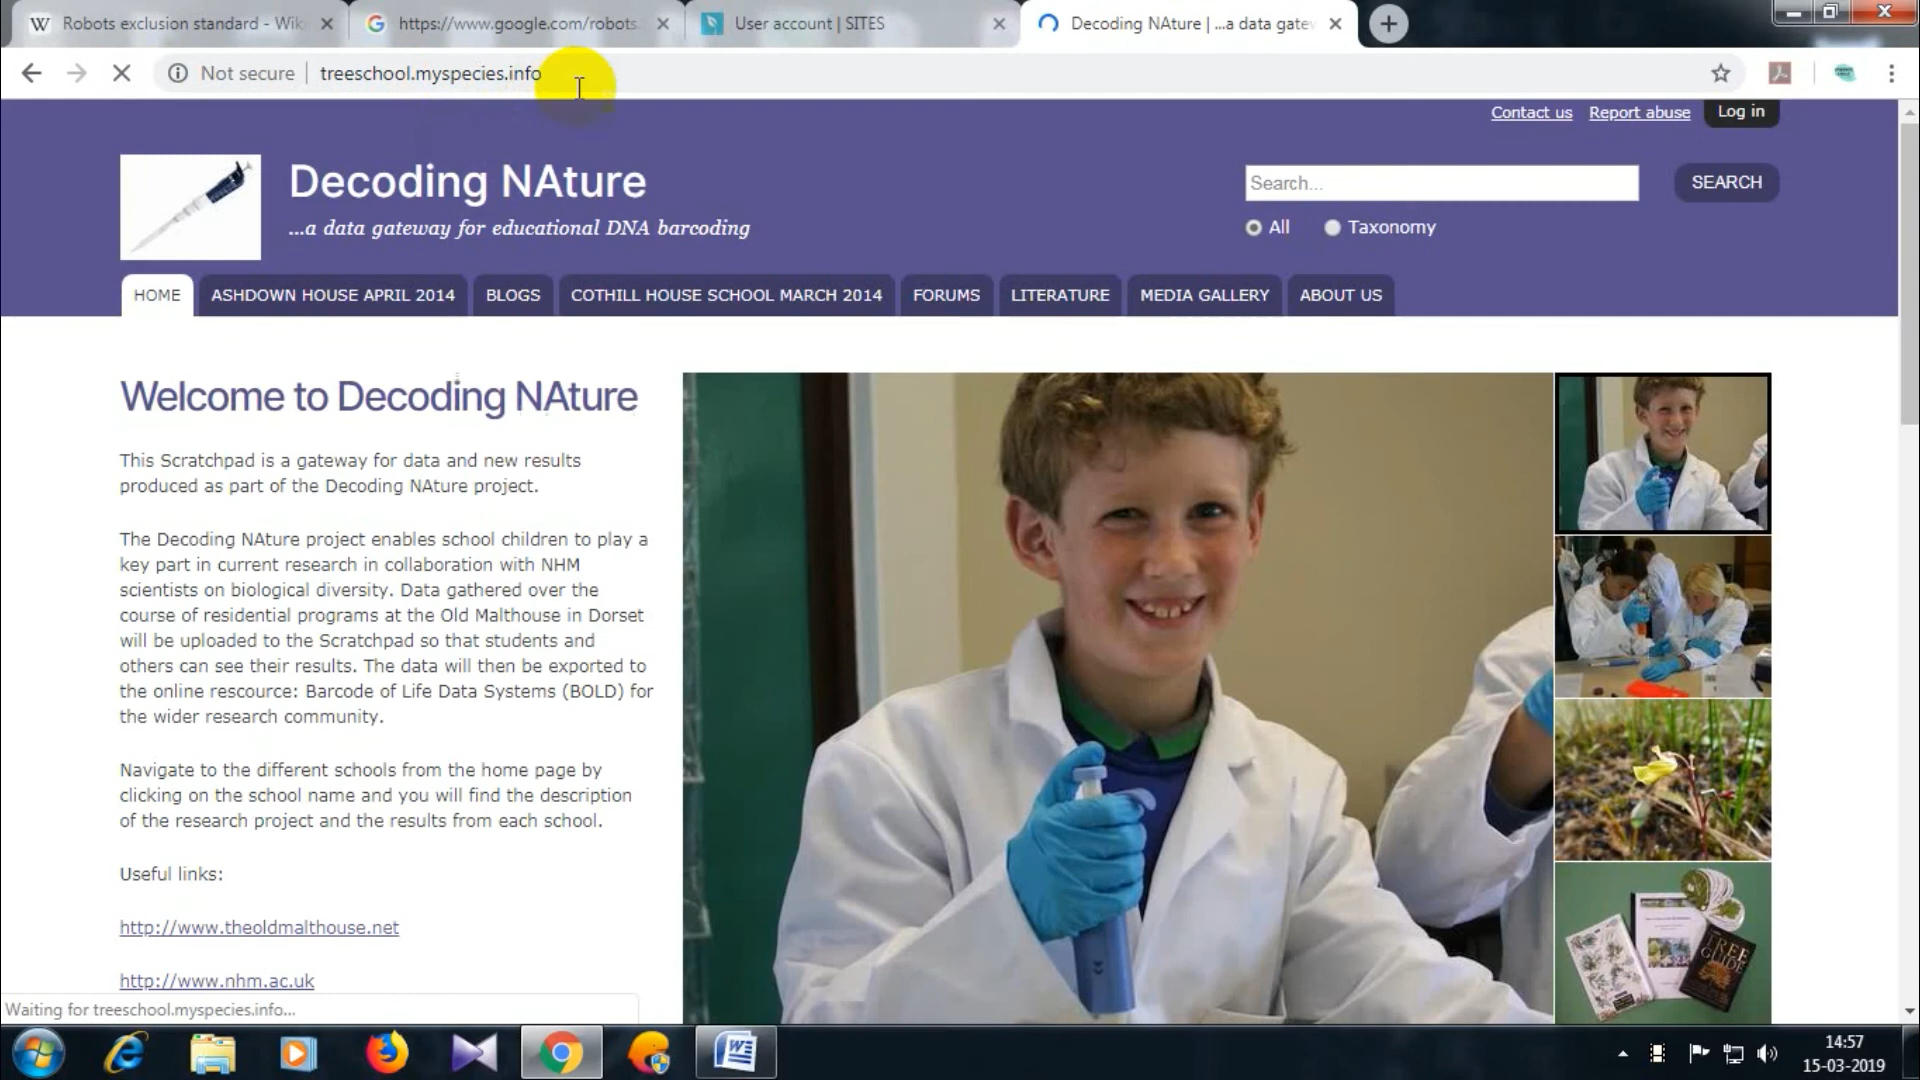 Robots exclusion standard - Wik
https://www.google.com/robots.
User account | SITES
Decoding NAture | ...a data gatew
Not secure
treeschool.myspecies.info
Contact us
Report abuse
Log in
Decoding NAture
...a data gateway for educational DNA barcoding
Search...
SEARCH
All
Taxonomy
HOME
ASHDOWN HOUSE APRIL 2014
BLOGS
COTHILL HOUSE SCHOOL MARCH 2014
FORUMS
LITERATURE
MEDIA GALLERY
ABOUT US
Welcome to Decoding NAture
This Scratchpad is a gateway for data and new results
produced as part of the Decoding NAture project.
The Decoding NAture project enables school children to play a
key part in current research in collaboration with NHM
scientists on biological diversity. Data gathered over the
course of residential programs at the Old Malthouse in Dorset
will be uploaded to the Scratchpad so that students and
others can see their results. The data will then be exported to
the online rescource: Barcode of Life Data Systems (BOLD) for
the wider research community.
Navigate to the different schools from the home page by
clicking on the school name and you will find the description
of the research project and the results from each school.
Useful links:
http://www.theoldmalthouse.net
http://www.nhm.ac.uk
TREE
GUIDE
Waiting for treeschool.myspecies.info...
14:57
15-03-2019